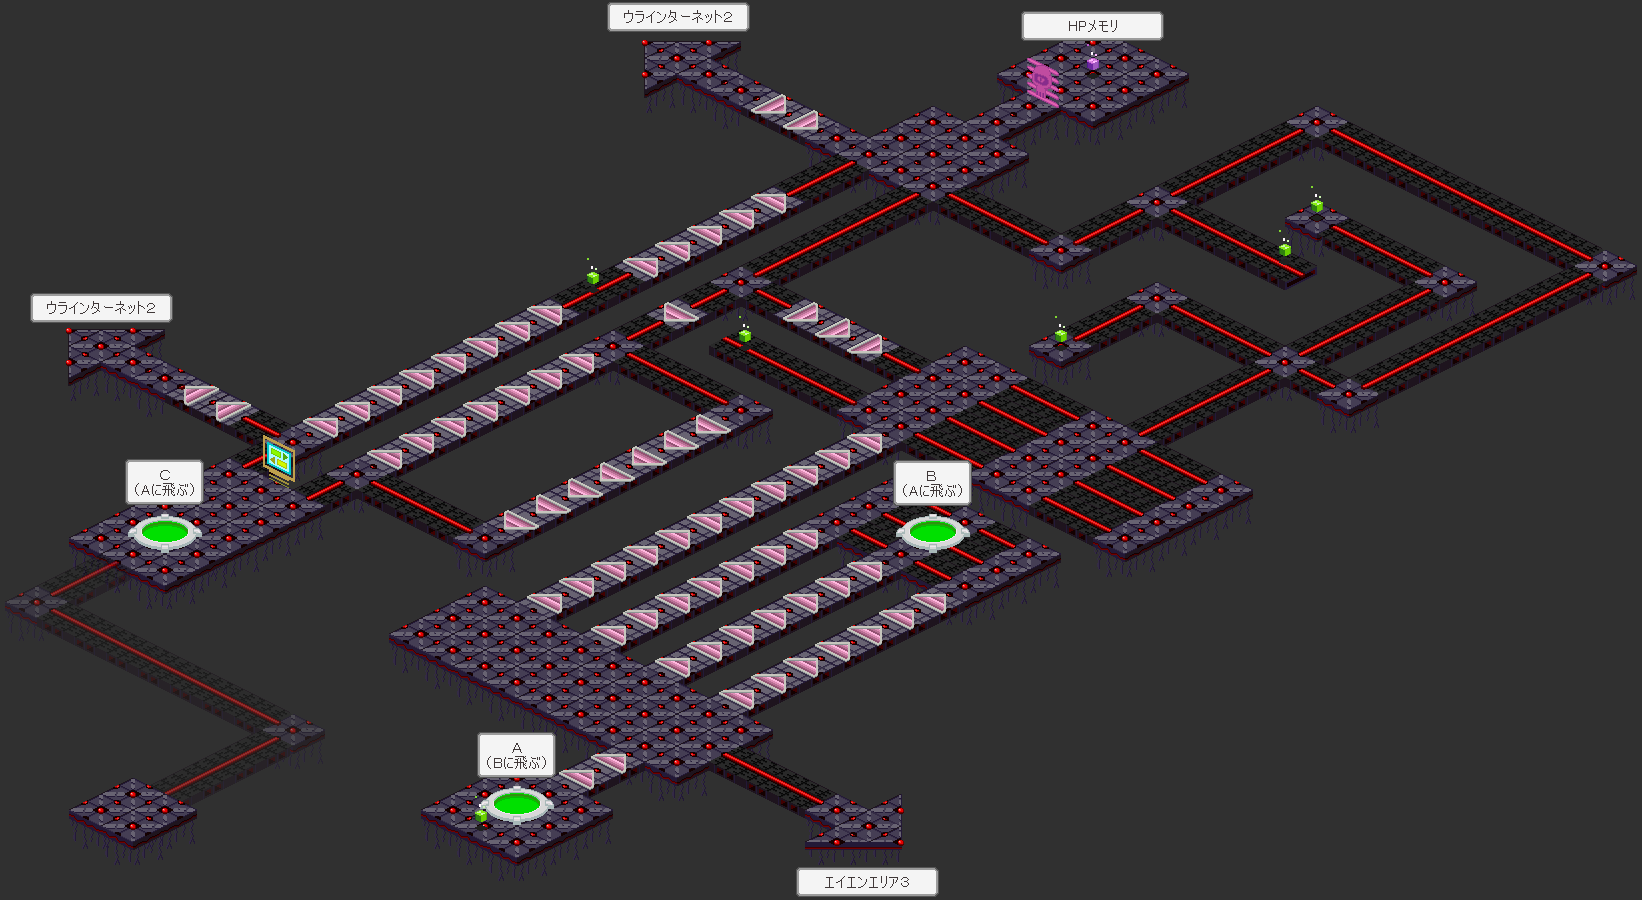 ウラインターネット2
HPメモリ
ウラインターネット2
C
(Aに飛ぶ)
B
(Aに飛ぶ)
A
(Bに飛ぶ)
エイエンエリア3